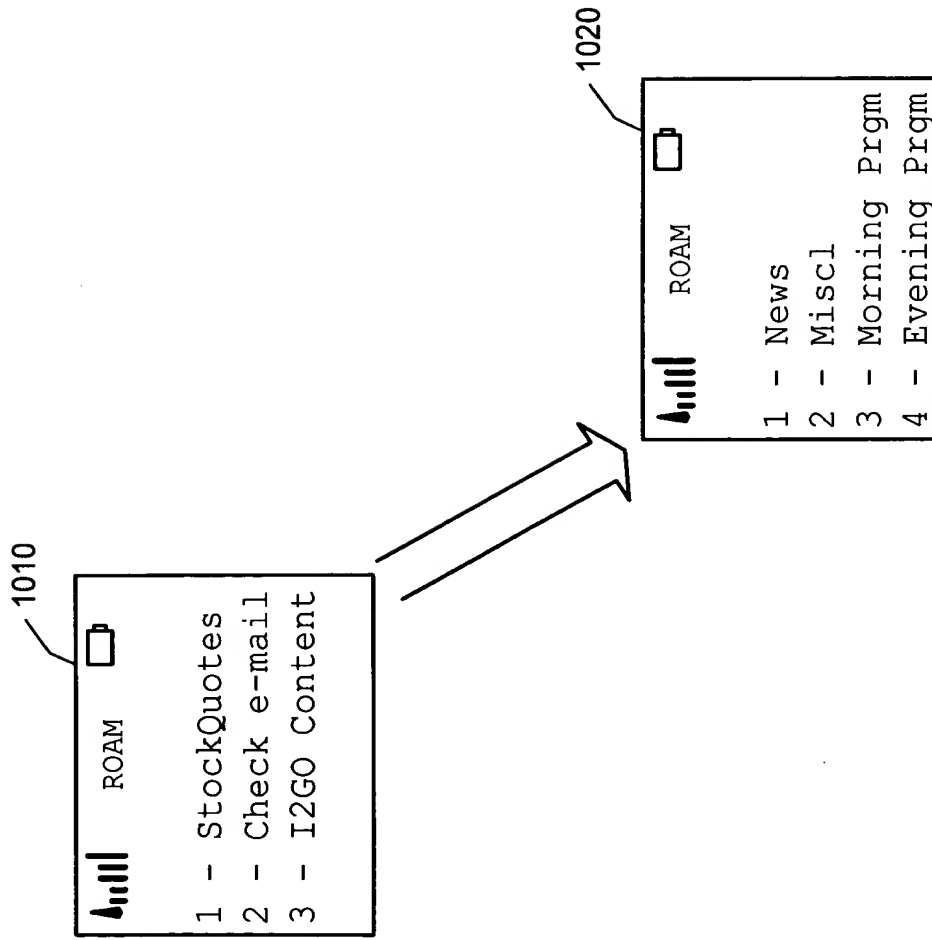 1010
ROAM
1 - StockQuotes
2 - Check e-mail
3 - I2GO Content
1020
ROAM
1 - News
2 - Miscl
3 - Morning Prgm
4 - Evening Prgm